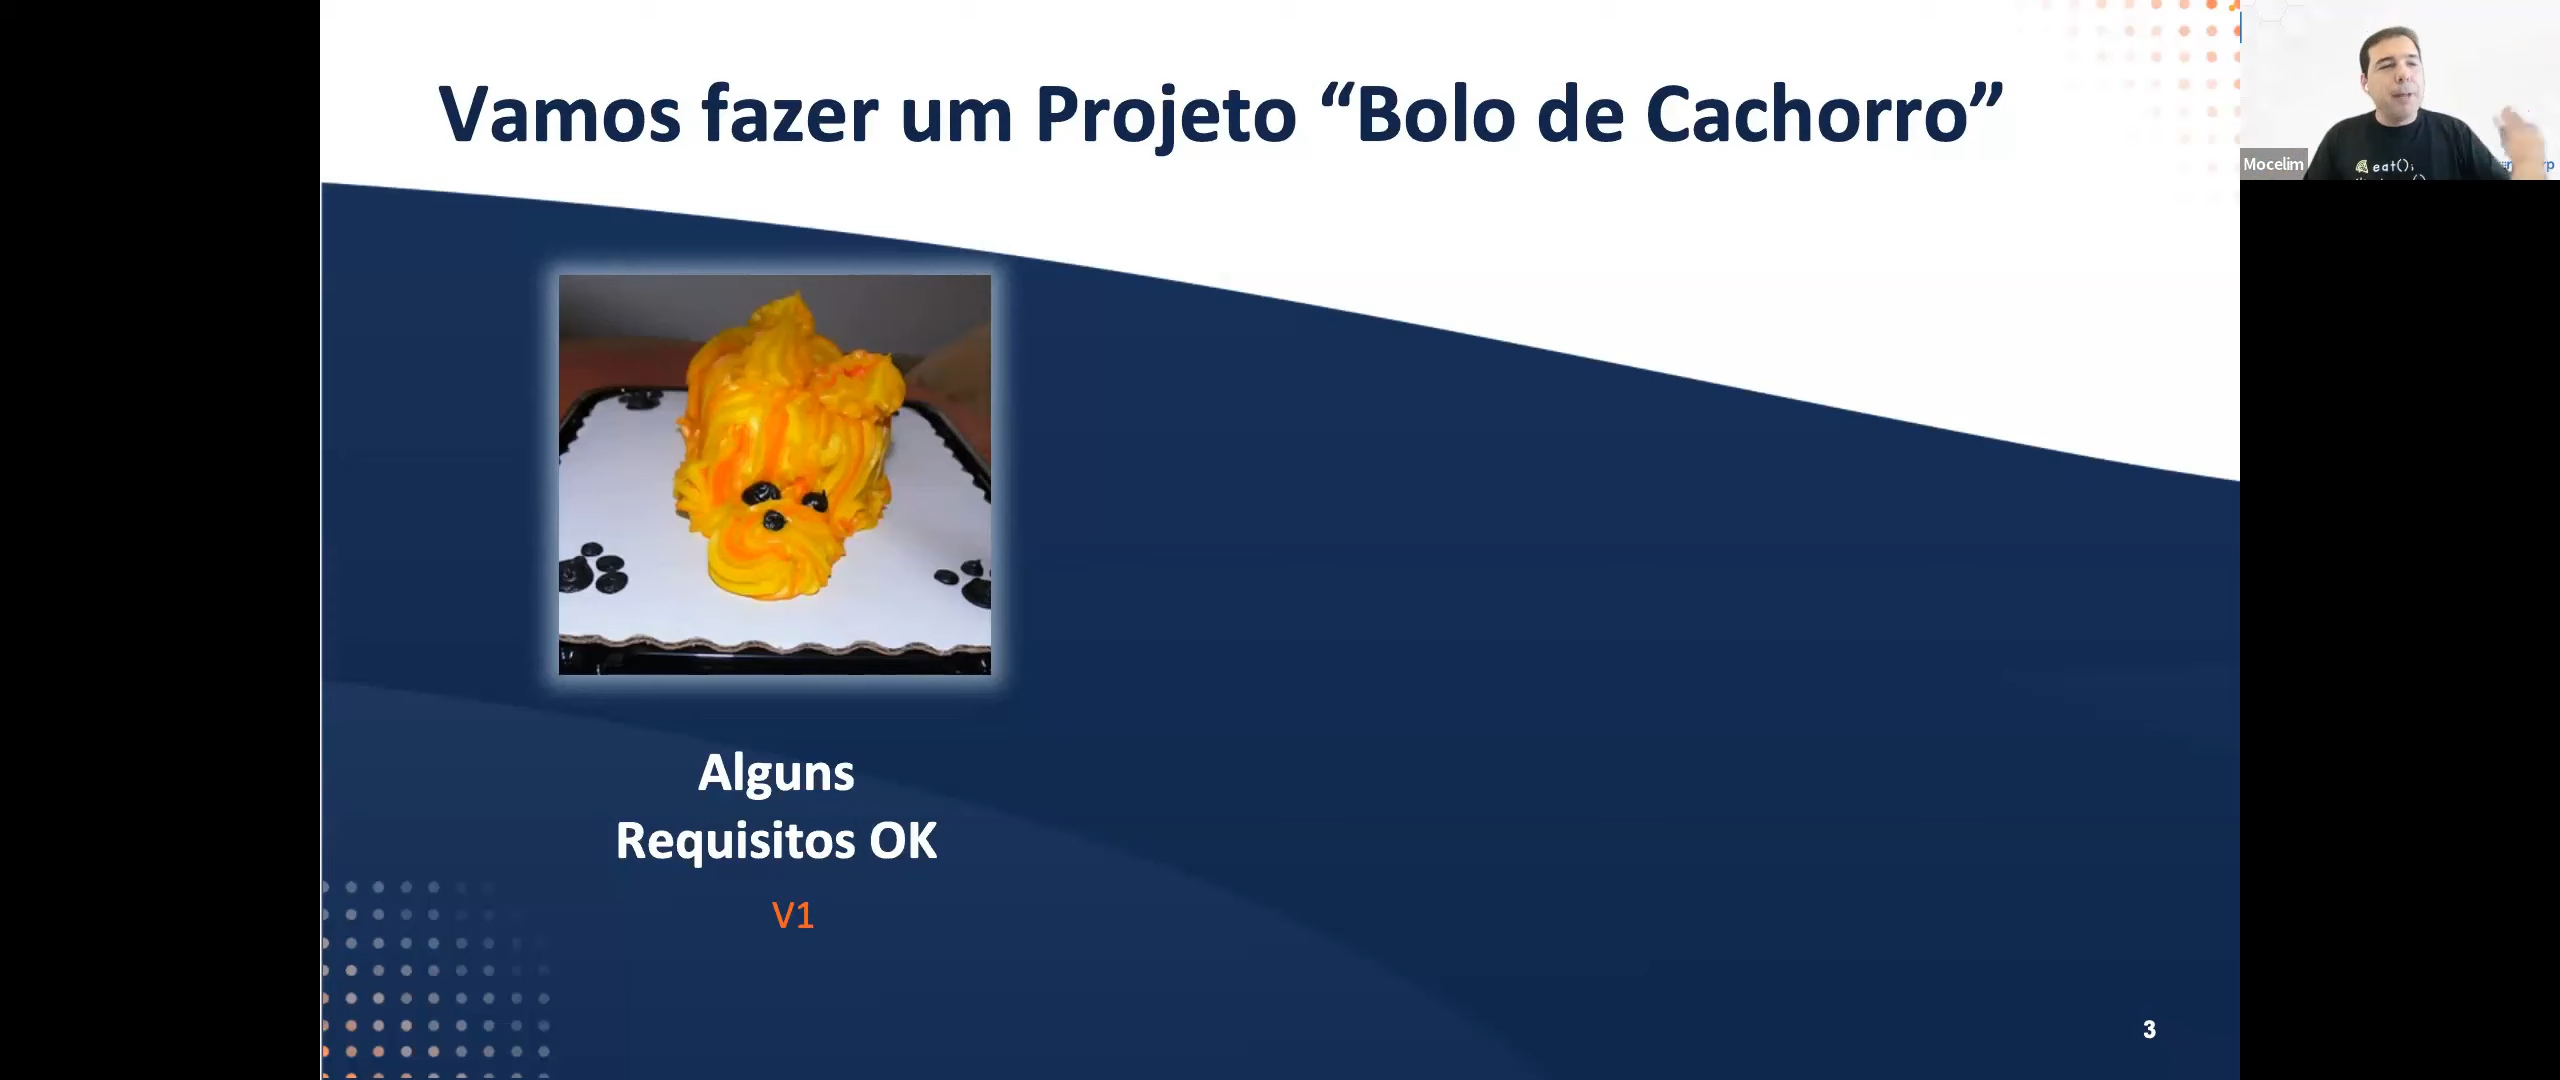 Vamos fazer um Projeto “Bolo de Cachorro”
Mocelim
eat();
Alguns
Requisitos OK
V1
3